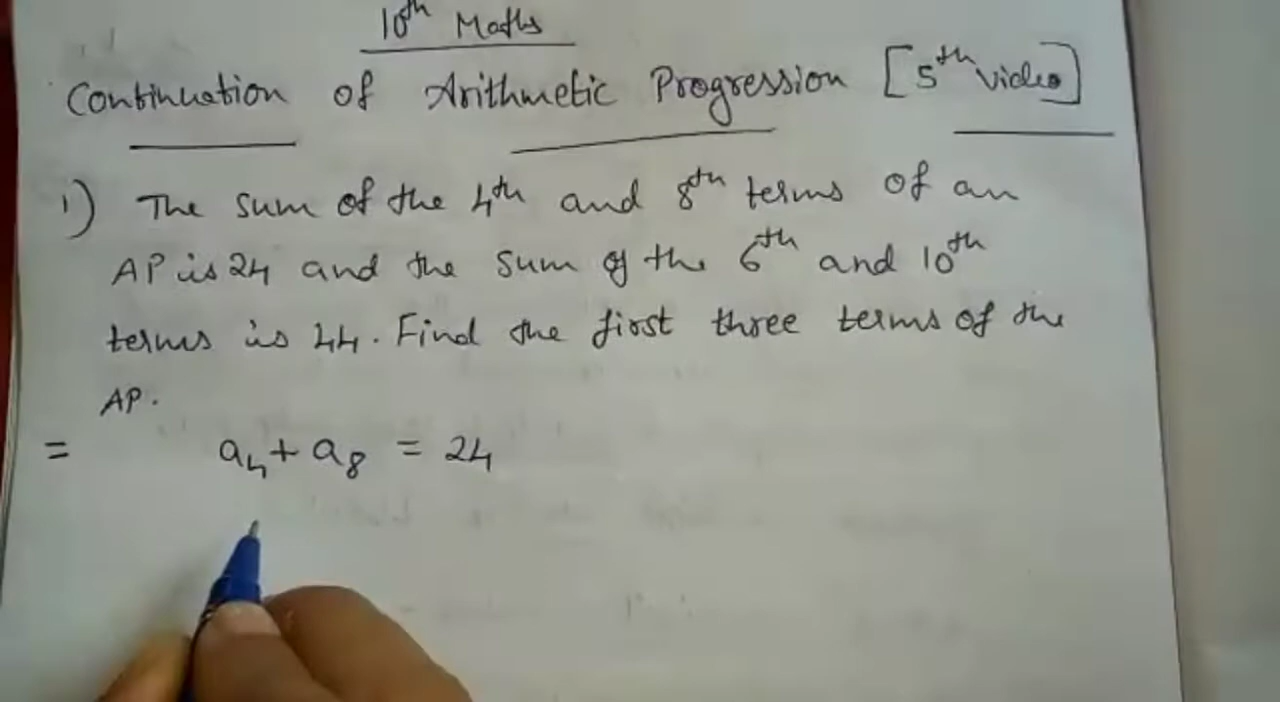 10th Maths
Continuation of Arithmetic Progression [5th video]
1) The sum of the 4th and 8th terms of an
AP is 24 and the sum of the 6th and 10th
terms is 44. Find the first three terms of the
AP.
= a4 + a8 = 24